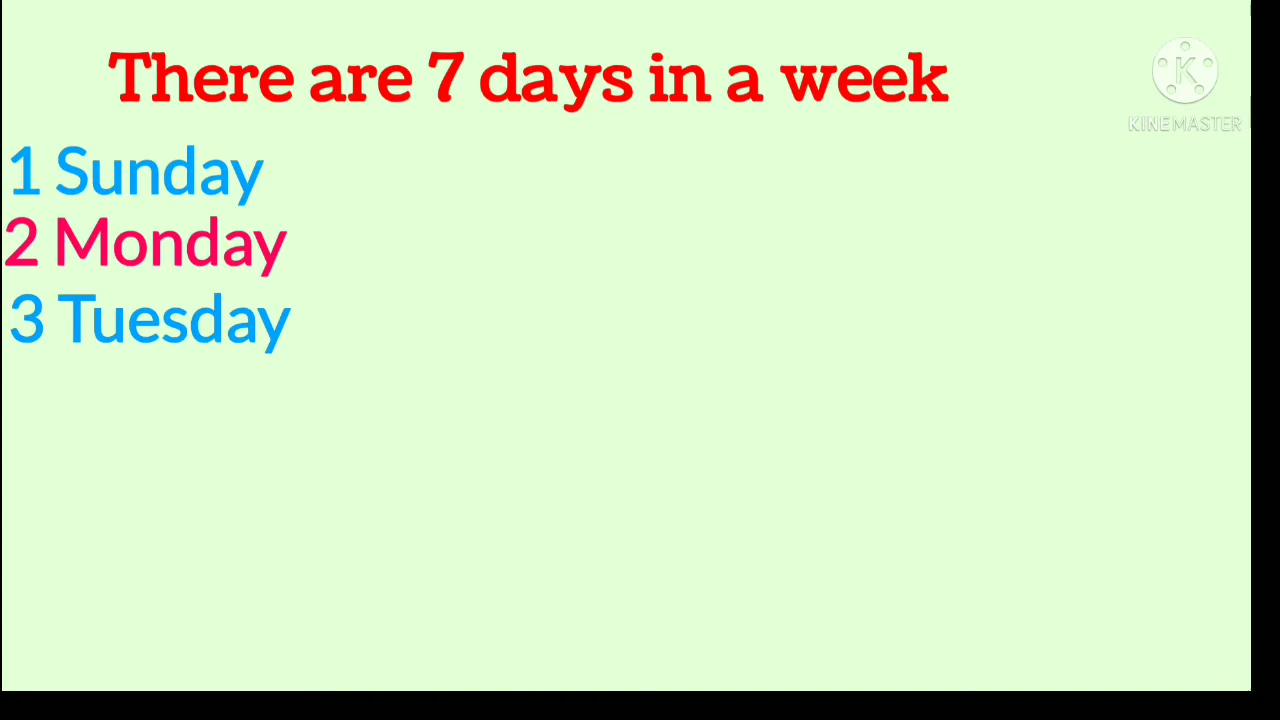 There are 7 days in a week
K
KINEMASTER
1 Sunday
2 Monday
3 Tuesday